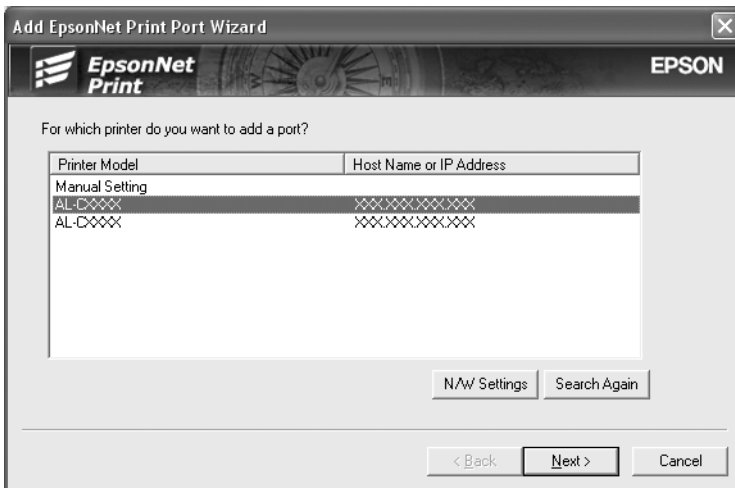 Add EpsonNet Print Port Wizard
EpsonNet
Print
EPSON
For which printer do you want to add a port?
Printer Model Host Name or IP Address
Manual Setting
AL-CXXXX XXX.XXX.XXX.XXX
AL-CXXXX XXX.XXX.XXX.XXX
N/W Settings Search Again
< Back Next > Cancel